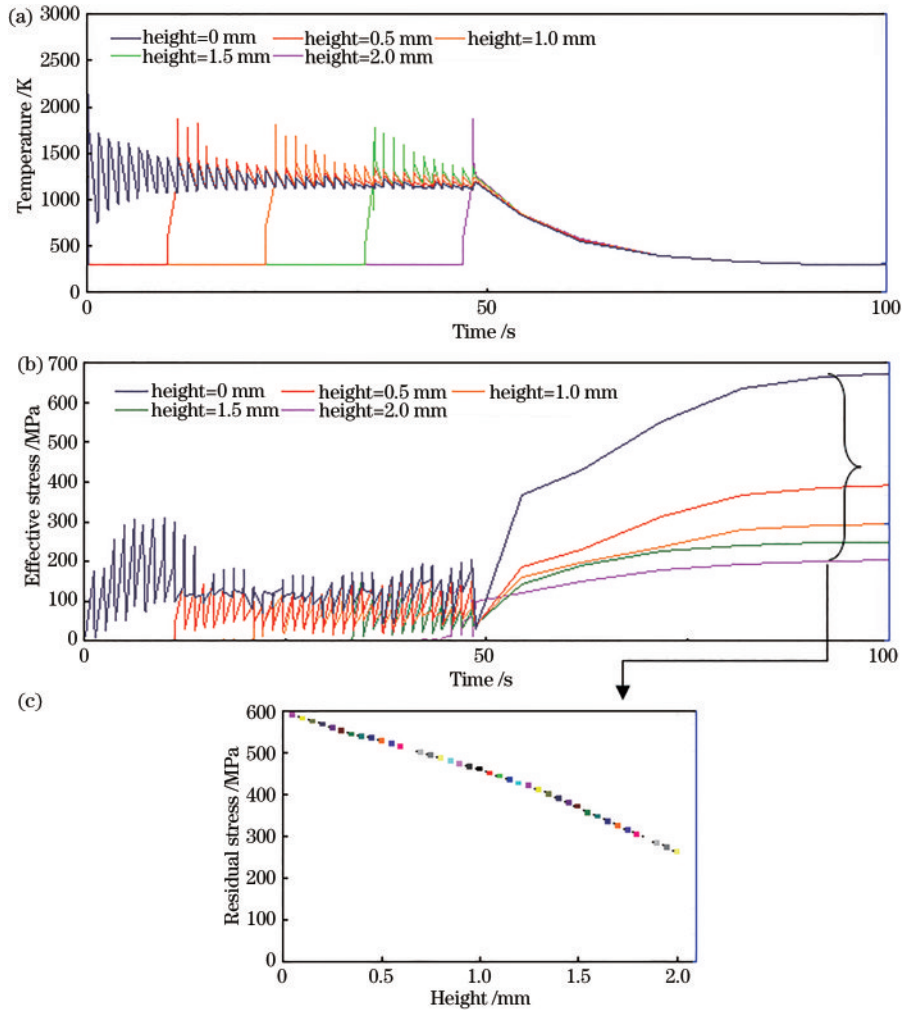 (a)
3000
2500
2000
1500
1000
500
0
Temperature /K
height=0 mm height=0.5 mm height=1.0 mm
height=1.5 mm height=2.0 mm
0 50 100
Time /s
(b)
700
600
500
400
300
200
100
0
Effective stress /MPa
height=0 mm height=0.5 mm height=1.0 mm
height=1.5 mm height=2.0 mm
0 50 100
Time /s
(c)
600
500
400
300
200
100
0
Residual stress /MPa
0 0.5 1.0 1.5 2.0
Height /mm